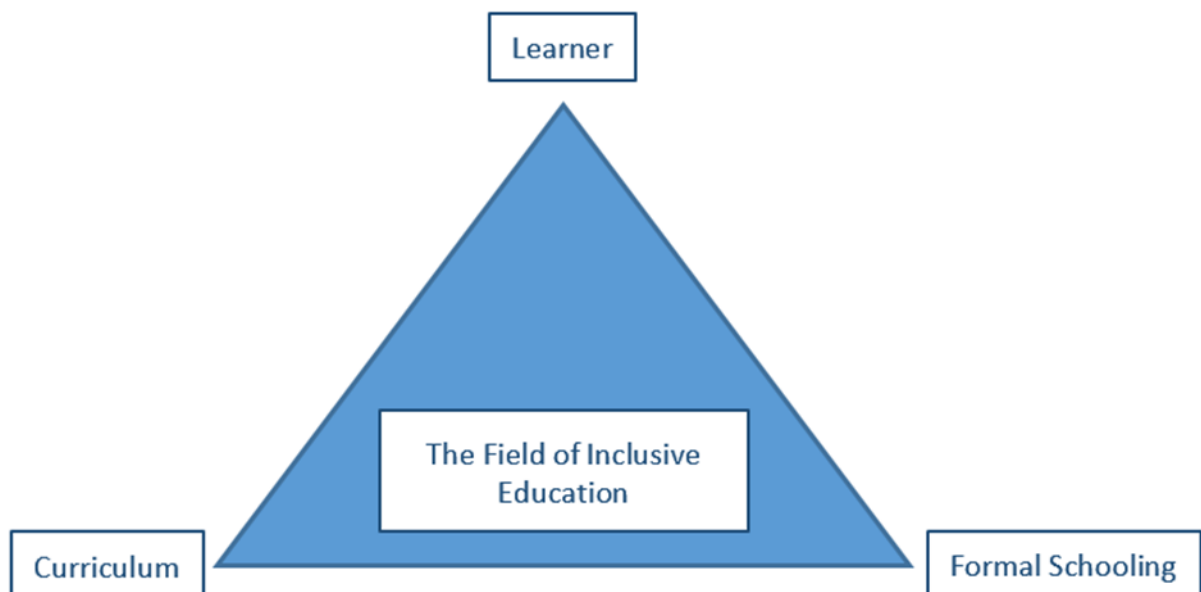 Learner
The Field of Inclusive
Education
Curriculum
Formal Schooling